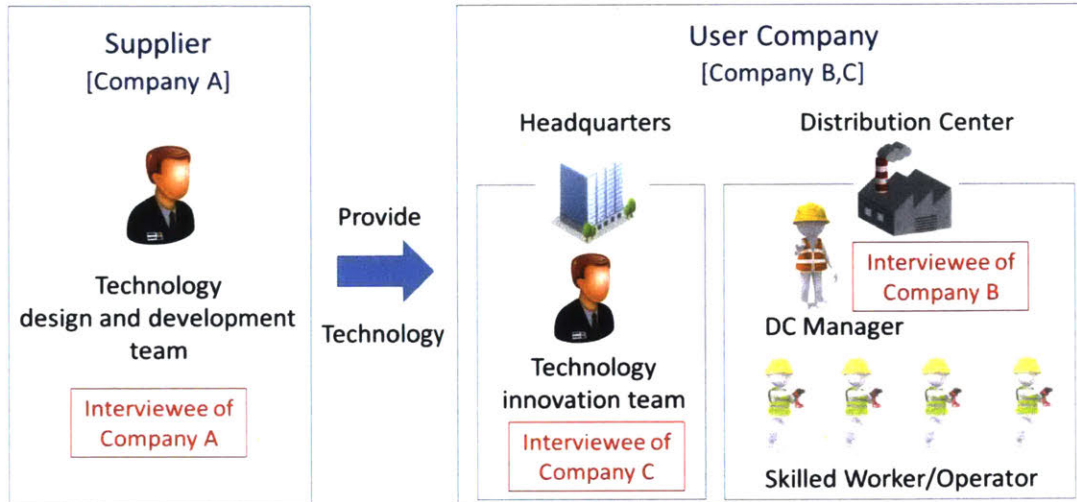 Supplier
[Company A]
Technology
design and development
team
Interviewee of
Company A
Provide
Technology
User Company
[Company B,C]
Headquarters
Technology
innovation team
Interviewee of
Company C
Distribution Center
Interviewee of
Company B
DC Manager
Skilled Worker/Operator